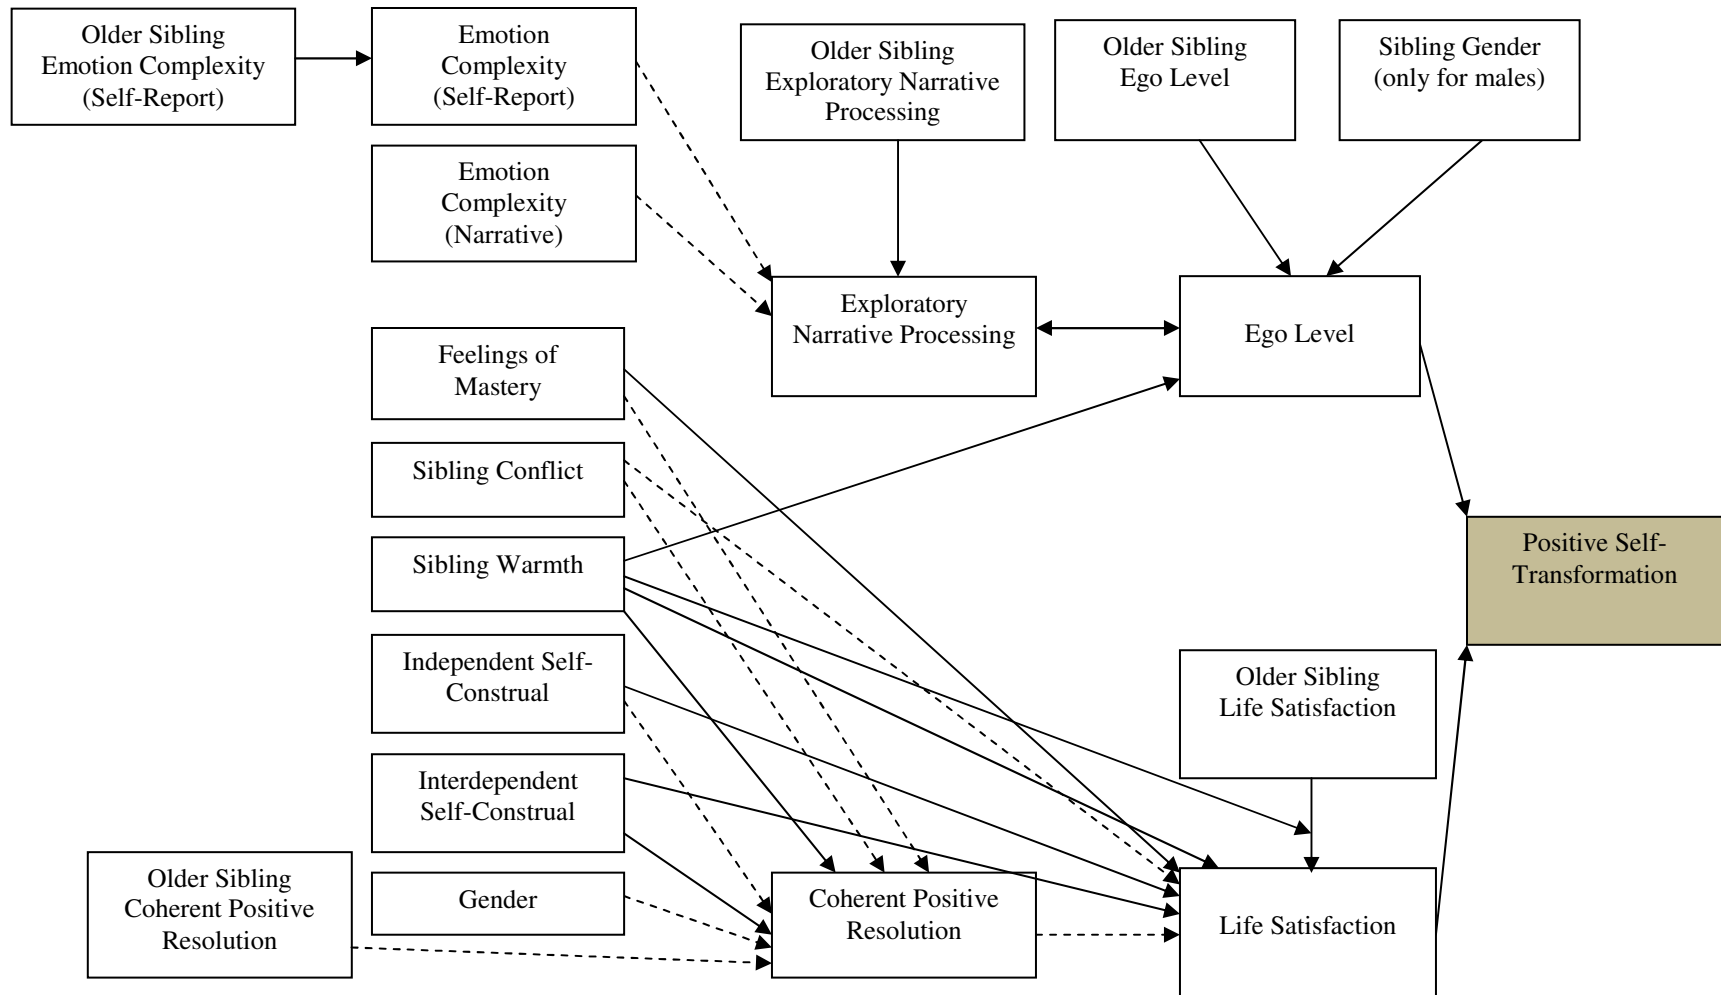 Older Sibling
Emotion Complexity
(Self-Report)
Emotion
Complexity
(Self-Report)
Older Sibling
Exploratory Narrative
Processing
Older Sibling
Ego Level
Sibling Gender
(only for males)
Emotion
Complexity
(Narrative)
Exploratory
Narrative Processing
Ego Level
Feelings of
Mastery
Sibling Conflict
Sibling Warmth
Positive Self-
Transformation
Independent Self-
Construal
Older Sibling
Life Satisfaction
Interdependent
Self-Construal
Older Sibling
Coherent Positive
Resolution
Gender
Coherent Positive
Resolution
Life Satisfaction